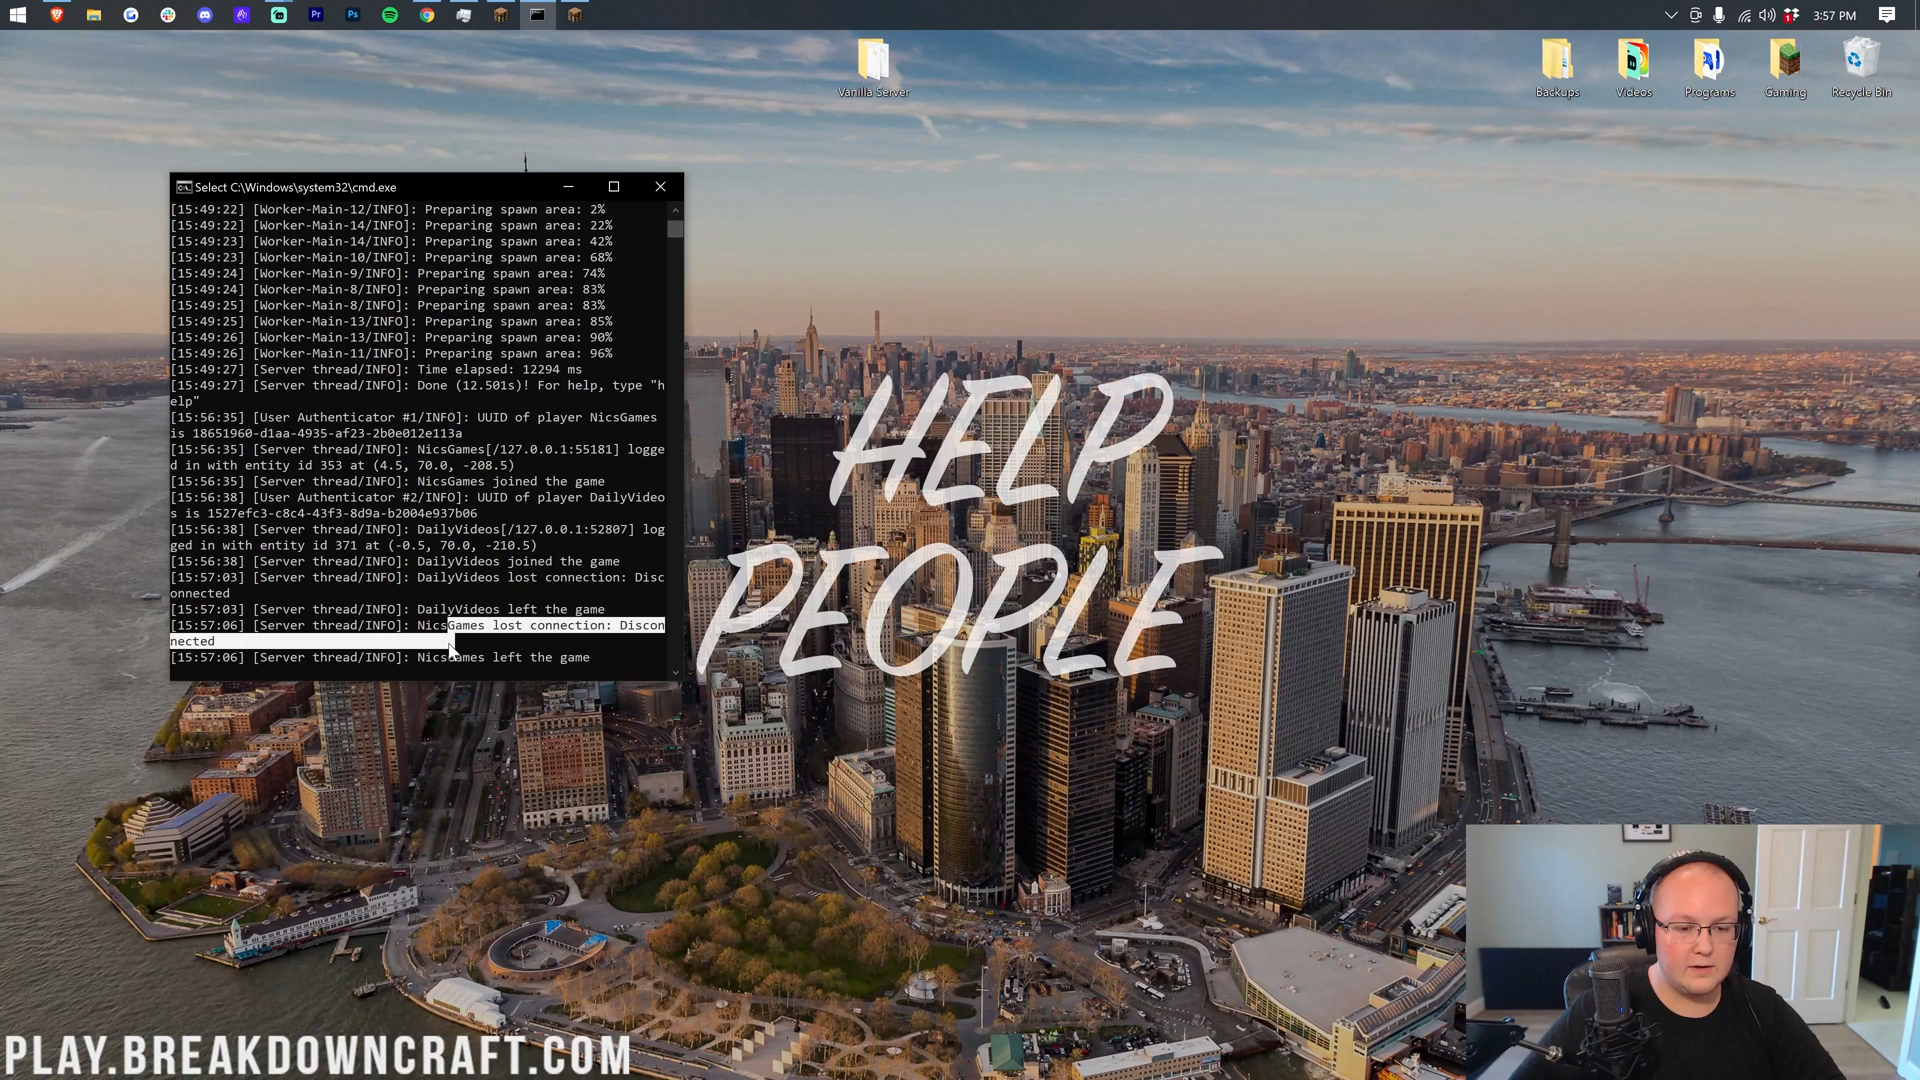 3:57 PM
Vanilla Server
Backups
Videos
Programs
Gaming
Recycle Bin
Select C:\Windows\system32\cmd.exe
[15:49:22] [Worker-Main-12/INFO]: Preparing spawn area: 2%
[15:49:22] [Worker-Main-14/INFO]: Preparing spawn area: 22%
[15:49:23] [Worker-Main-14/INFO]: Preparing spawn area: 42%
[15:49:23] [Worker-Main-10/INFO]: Preparing spawn area: 68%
[15:49:24] [Worker-Main-9/INFO]: Preparing spawn area: 74%
[15:49:24] [Worker-Main-8/INFO]: Preparing spawn area: 83%
[15:49:25] [Worker-Main-8/INFO]: Preparing spawn area: 83%
[15:49:25] [Worker-Main-13/INFO]: Preparing spawn area: 85%
[15:49:26] [Worker-Main-13/INFO]: Preparing spawn area: 90%
[15:49:26] [Worker-Main-11/INFO]: Preparing spawn area: 96%
[15:49:27] [Server thread/INFO]: Time elapsed: 12294 ms
[15:49:27] [Server thread/INFO]: Done (12.501s)! For help, type "h
elp"
[15:56:35] [User Authenticator #1/INFO]: UUID of player NicsGames
is 18651960-d1aa-4935-af23-2b0e012e113a
[15:56:35] [Server thread/INFO]: NicsGames[/127.0.0.1:55181] logge
d in with entity id 353 at (4.5, 70.0, -208.5)
[15:56:35] [Server thread/INFO]: NicsGames joined the game
[15:56:38] [User Authenticator #2/INFO]: UUID of player DailyVideo
s is 1527efc3-c8c4-43f3-8d9a-b2004e937b06
[15:56:38] [Server thread/INFO]: DailyVideos[/127.0.0.1:52807] log
ged in with entity id 371 at (-0.5, 70.0, -210.5)
[15:56:38] [Server thread/INFO]: DailyVideos joined the game
[15:57:03] [Server thread/INFO]: DailyVideos lost connection: Disc
onnected
[15:57:03] [Server thread/INFO]: DailyVideos left the game
[15:57:06] [Server thread/INFO]: NicsGames lost connection: Discon
nected
[15:57:06] [Server thread/INFO]: NicsGames left the game
HELP
PEOPLE
Pr
Ps
1
PLAY.BREAKDOWNCRAFT.COM